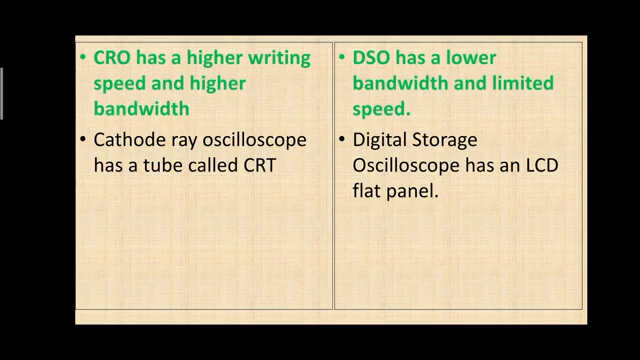 • CRO has a higher writing
speed and higher
bandwidth
• Cathode ray oscilloscope
has a tube called CRT
• DSO has a lower
bandwidth and limited
speed.
• Digital Storage
Oscilloscope has an LCD
flat panel.